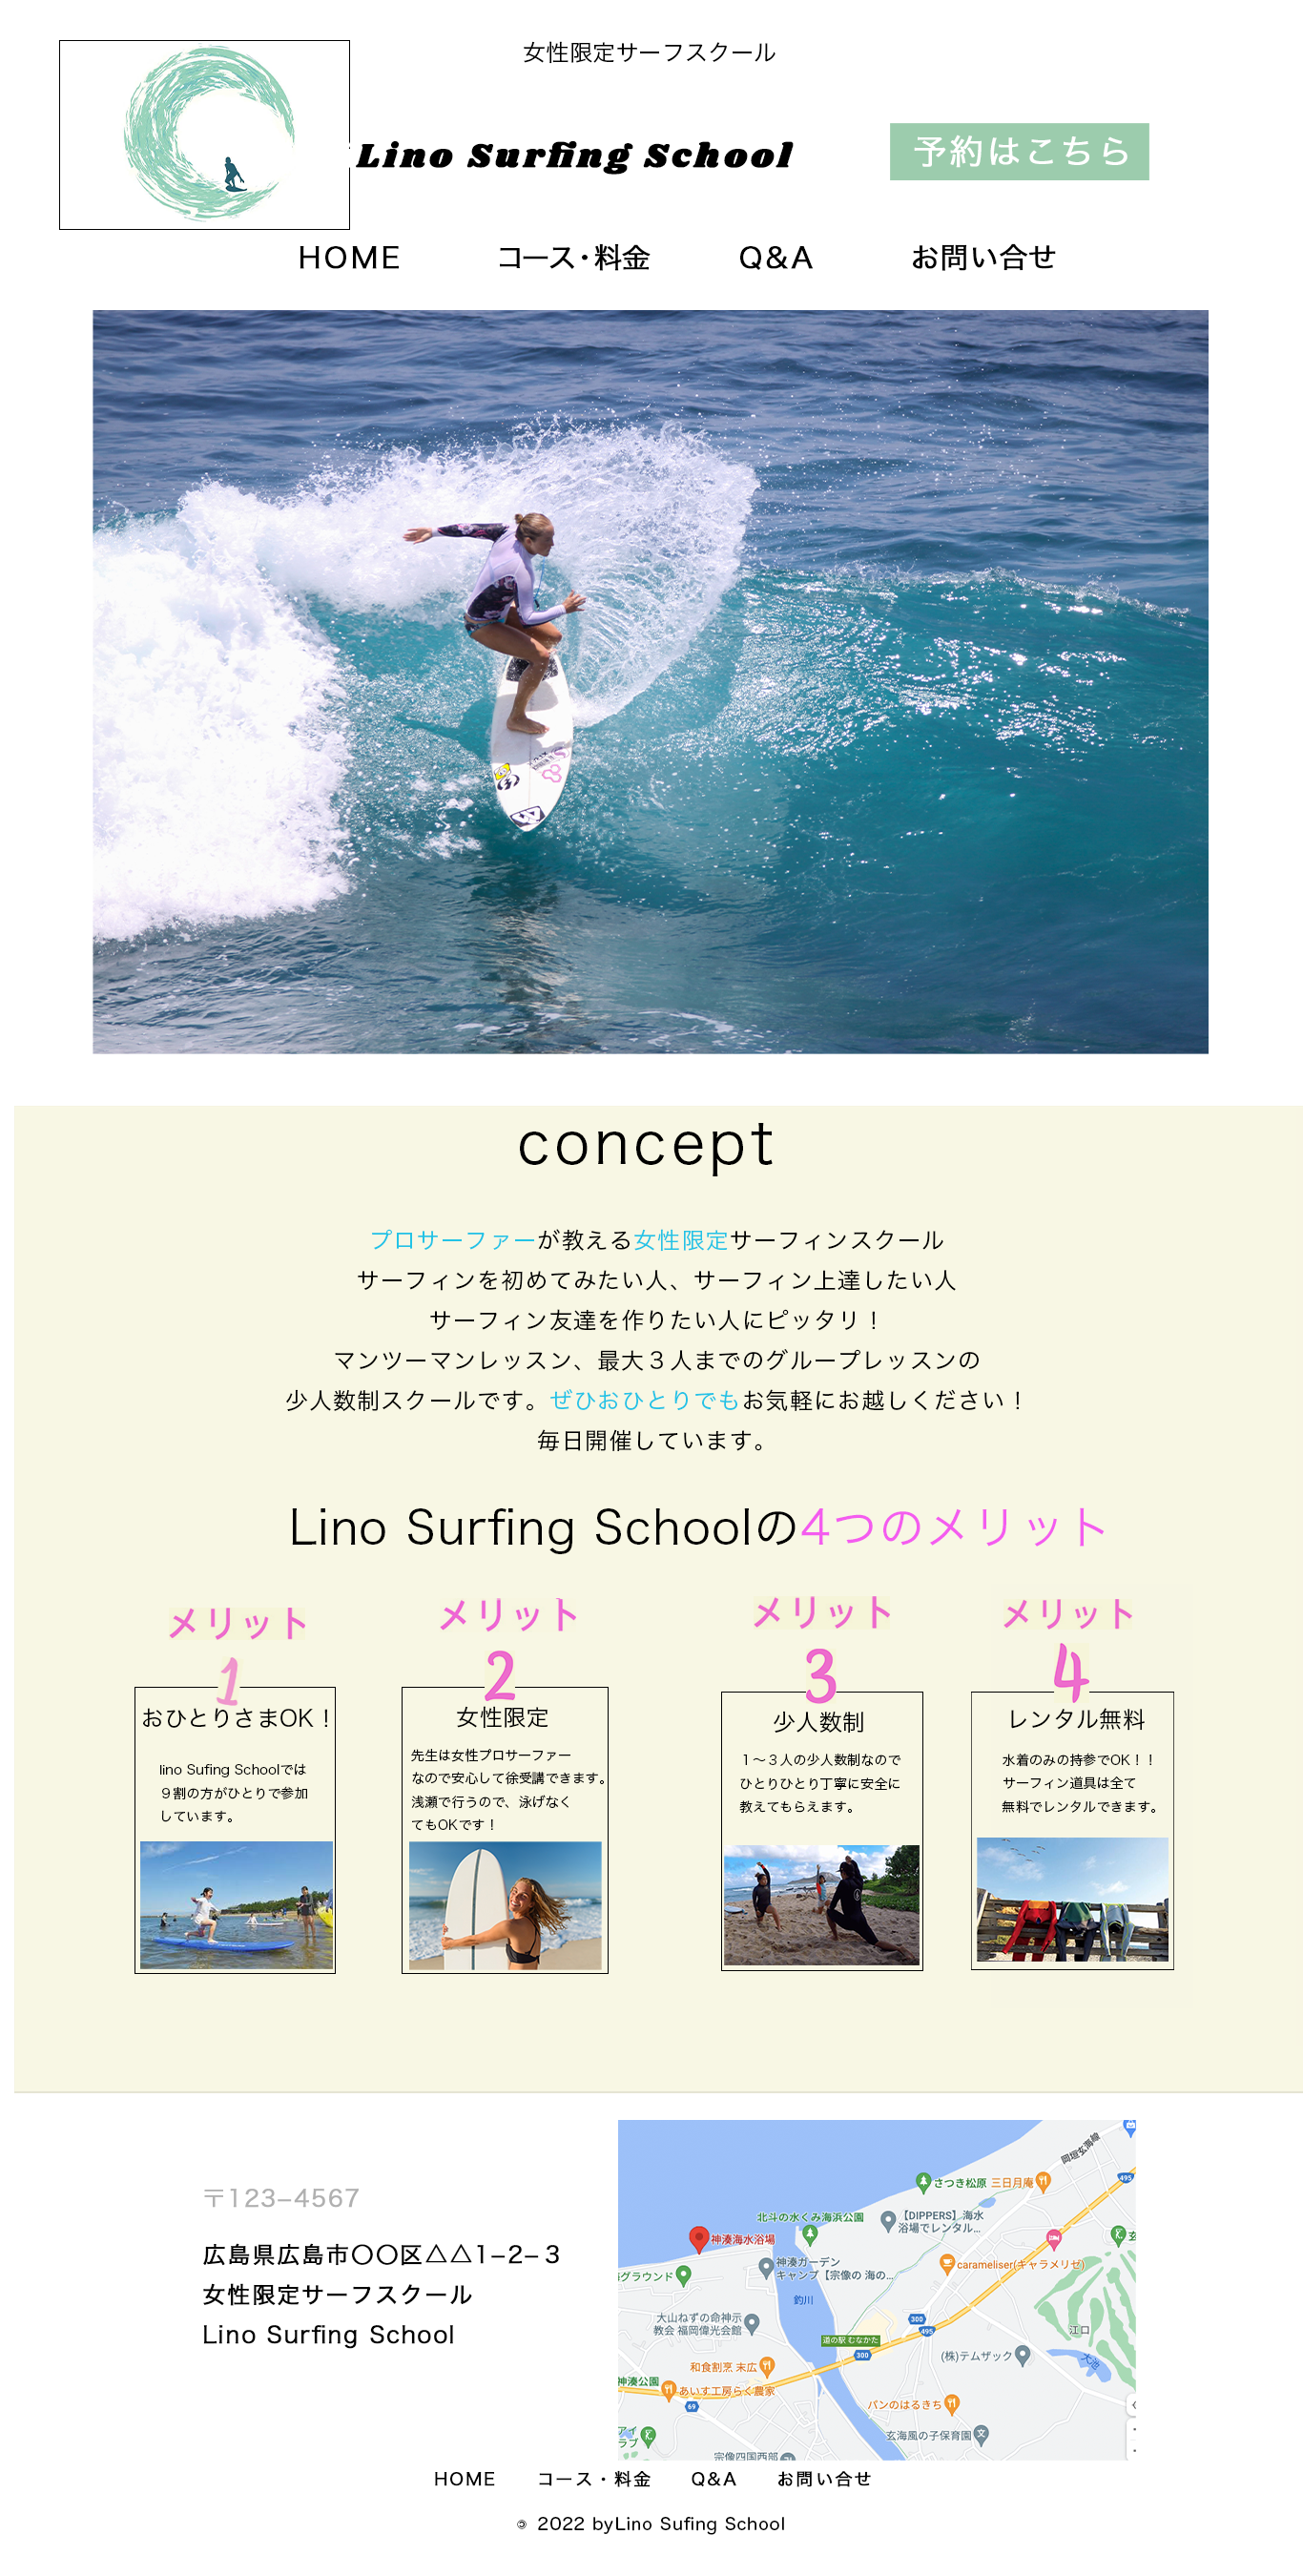 女性限定サーフスクール
Lino Surfing School
予約はこちら
HOME コース・料金 Q&A お問い合せ
concept
プロサーファーが教える女性限定サーフィンスクール
サーフィンを初めてみたい人、サーフィン上達したい人
サーフィン友達を作りたい人にピッタリ！
マンツーマンレッスン、最大３人までのグループレッスンの
少人数制スクールです。ぜひおひとりでもお気軽にお越しください！
毎日開催しています。
Lino Surfing Schoolの4つのメリット
メリット
1
おひとりさまOK！
lino Sufing Schoolでは
９割の方がひとりで参加
しています。
メリット
2
女性限定
先生は女性プロサーファー
なので安心して徐受講できます。
浅瀬で行うので、泳げなく
てもOKです！
メリット
3
少人数制
１〜３人の少人数制なので
ひとりひとり丁寧に安全に
教えてもらえます。
メリット
4
レンタル無料
水着のみの持参でOK！！
サーフィン道具は全て
無料でレンタルできます。
〒123–4567
広島県広島市〇〇区△△1–2–３
女性限定サーフスクール
Lino Surfing School
岡垣玄海線
495
さつき松原
三日月庵
北斗の水くみ海浜公園
【DIPPERS】海水
浴場でレンタル...
神湊海水浴場
玄
神湊ガーデン
キャンプ【宗像の 海の...
carameliser(キャラメリゼ)
グラウンド
釣川
大山ねずの命神示
教会 福岡偉光会館
300
495
江口
道の駅 むなかた
300
(株)テムザック
大池
和食割烹 末広
神湊公園
あいす工房らく農家
69
パンのはるきち
アイ
ラブ
玄海風の子保育園
宗像四国西部
HOME コース・料金 Q&A お問い合せ
© 2022 byLino Sufing School